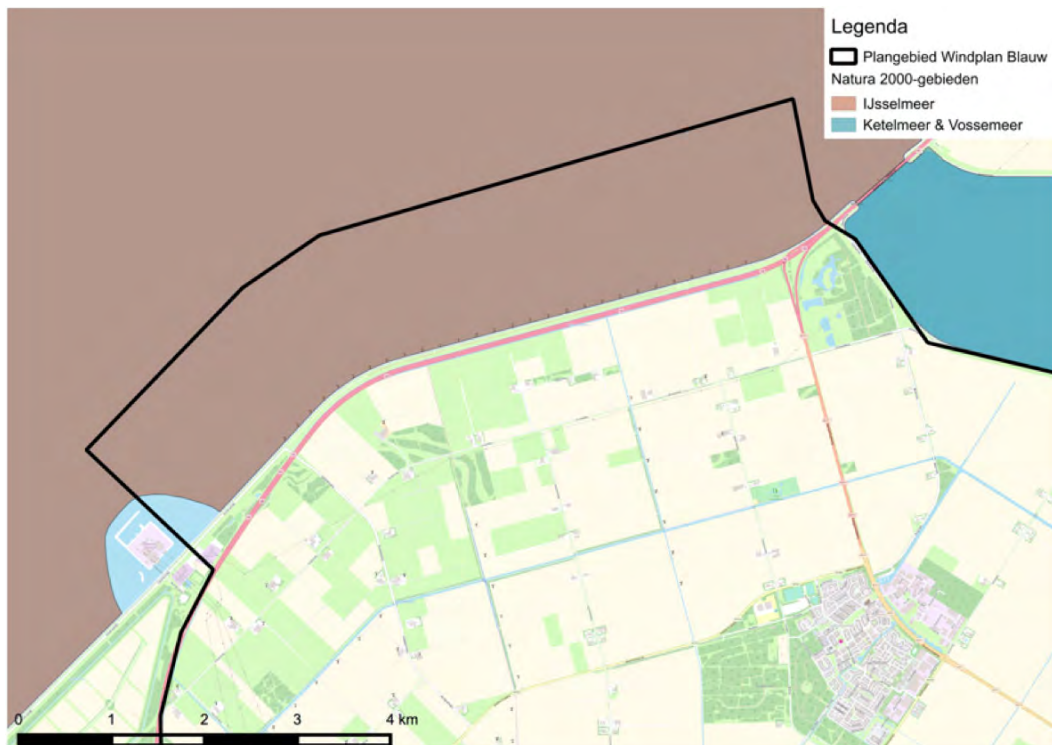 Legenda
Plangebied Windplan Blauw
Natura 2000-gebieden
IJsselmeer
Ketelmeer & Vossemeer
0 1 2 3 4 km